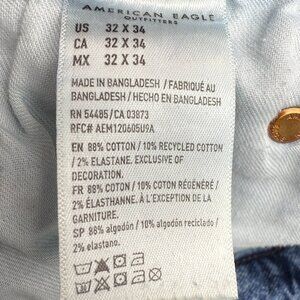 AMERICAN EAGLE
OUTFITTERS
US 32 X 34
CA 32 X 34
MX 32 X 34
MADE IN BANGLADESH / FABRIQUÉ AU
BANGLADESH / HECHO EN BANGLADESH
RN 54485/CA 03873
RFC# AEM120605U9A
EN 88% COTTON / 10% RECYCLED COTTON
/ 2% ELASTANE. EXCLUSIVE OF
DECORATION.
FR 88% COTON / 10% COTON RÉGÉNÉRÉ /
2% ÉLASTHANNE. À L'EXCEPTION DE LA
GARNITURE.
SP 88% algodón / 10% algodón reciclado /
2% elastano.